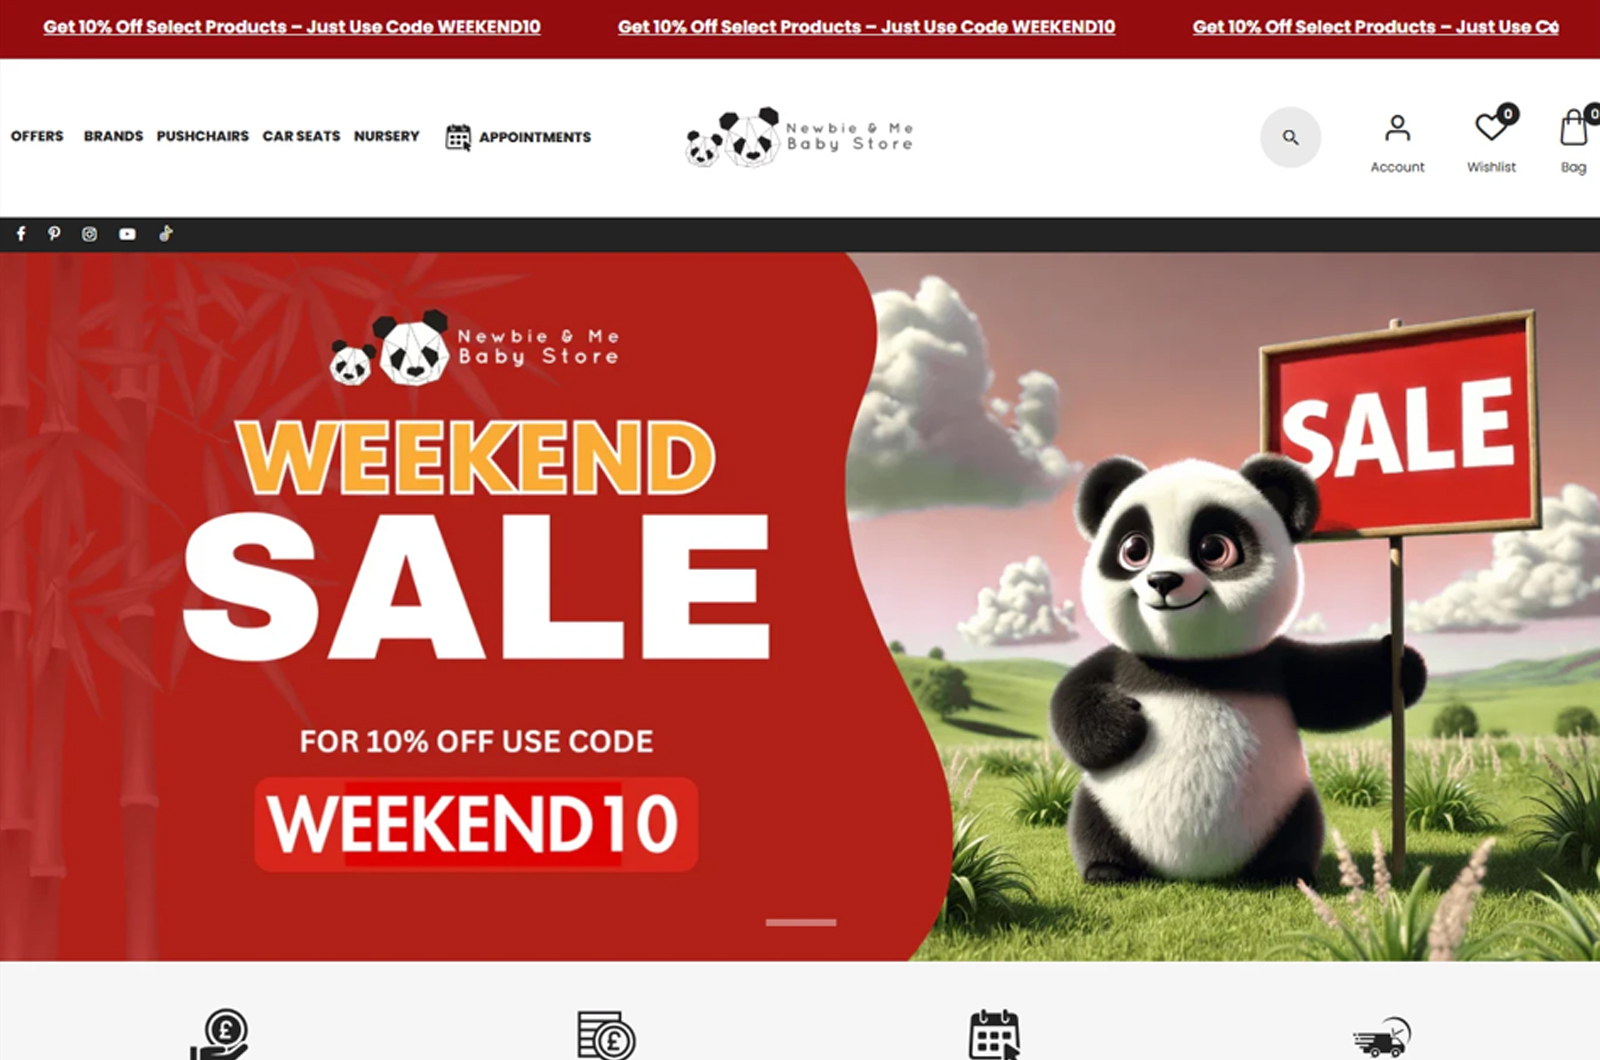 Get 10% Off Select Products – Just Use Code WEEKEND10
Get 10% Off Select Products – Just Use Code WEEKEND10
Get 10% Off Select Products – Just Use
OFFERS
BRANDS
PUSHCHAIRS
CAR SEATS
NURSERY
APPOINTMENTS
Newbie & Me
Baby Store
0
0
Account
Wishlist
Bag
Newbie & Me
Baby Store
WEEKEND
SALE
FOR 10% OFF USE CODE
WEEKEND10
SALE
£
£